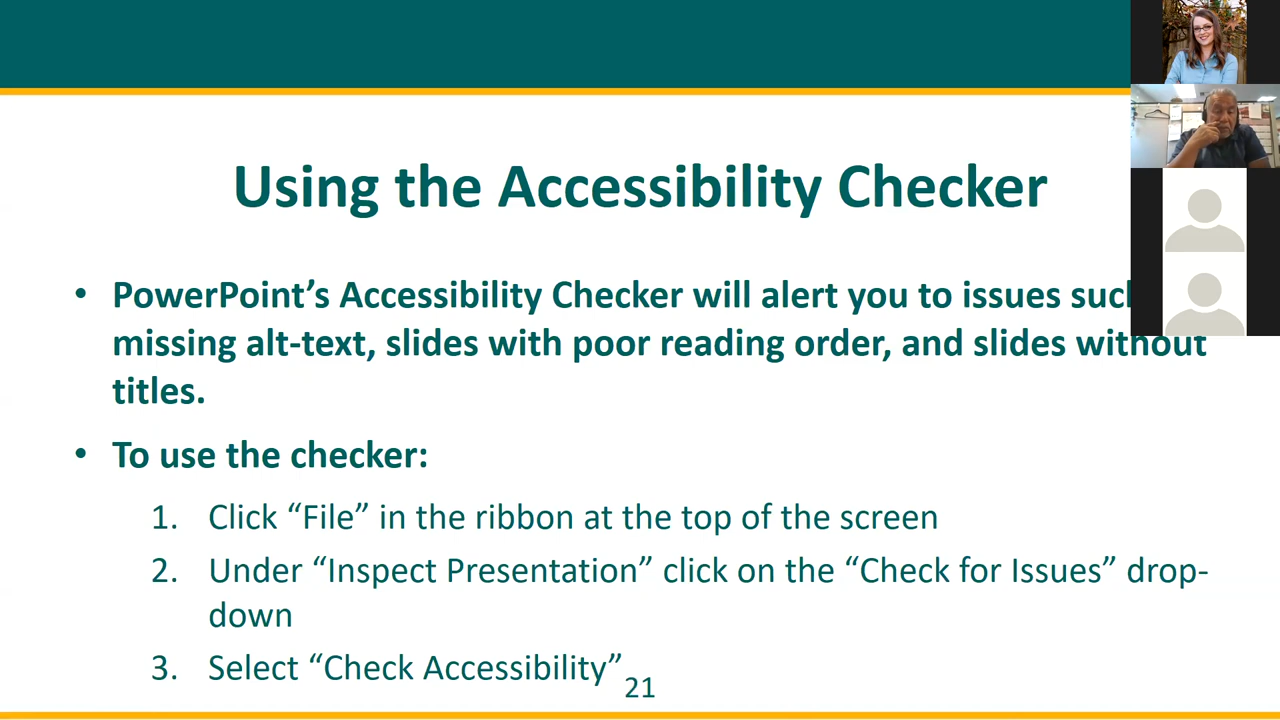 Using the Accessibility Checker
• PowerPoint’s Accessibility Checker will alert you to issues
missing alt-text, slides with poor reading order, and slides without
titles.
• To use the checker:
1. Click “File” in the ribbon at the top of the screen
2. Under “Inspect Presentation” click on the “Check for Issues” drop-
down
3. Select “Check Accessibility”
21